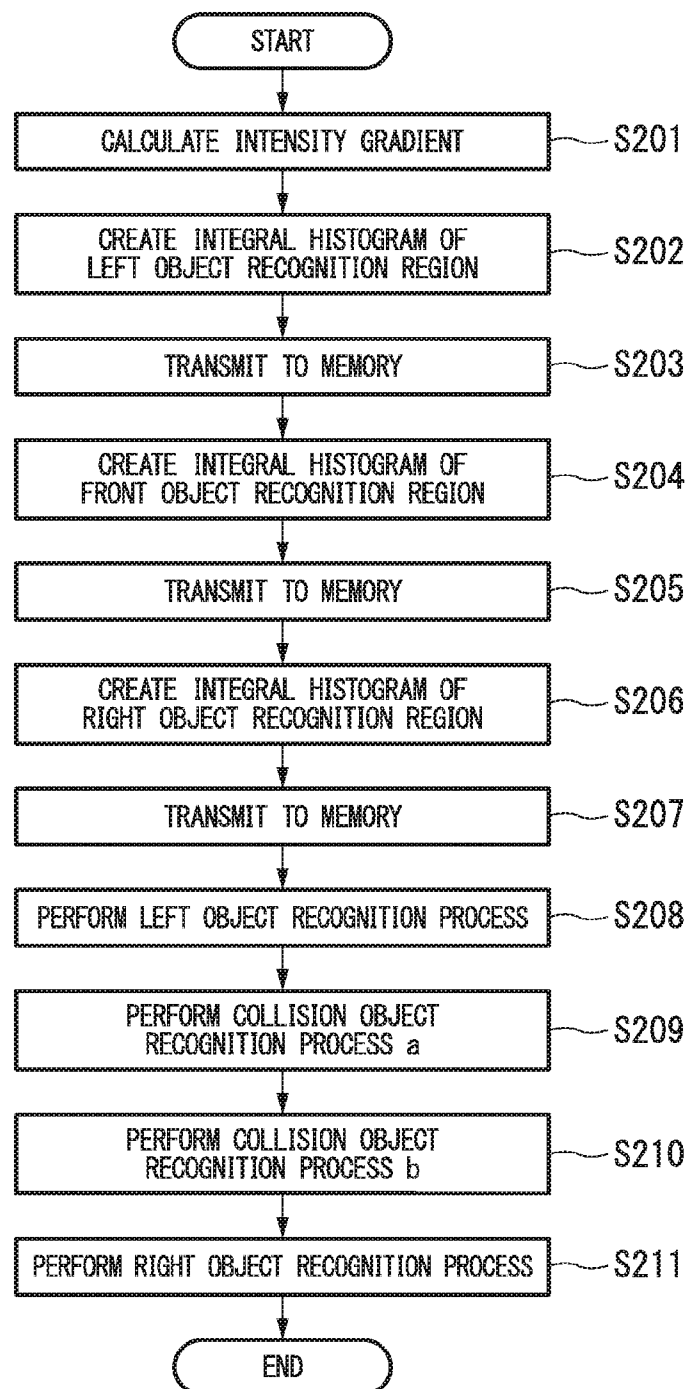 START
CALCULATE INTENSITY GRADIENT
S201
CREATE INTEGRAL HISTOGRAM OF
LEFT OBJECT RECOGNITION REGION
S202
TRANSMIT TO MEMORY
S203
CREATE INTEGRAL HISTOGRAM OF
FRONT OBJECT RECOGNITION REGION
S204
TRANSMIT TO MEMORY
S205
CREATE INTEGRAL HISTOGRAM OF
RIGHT OBJECT RECOGNITION REGION
S206
TRANSMIT TO MEMORY
S207
PERFORM LEFT OBJECT RECOGNITION PROCESS
S208
PERFORM COLLISION OBJECT
RECOGNITION PROCESS a
S209
PERFORM COLLISION OBJECT
RECOGNITION PROCESS b
S210
PERFORM RIGHT OBJECT RECOGNITION PROCESS
S211
END